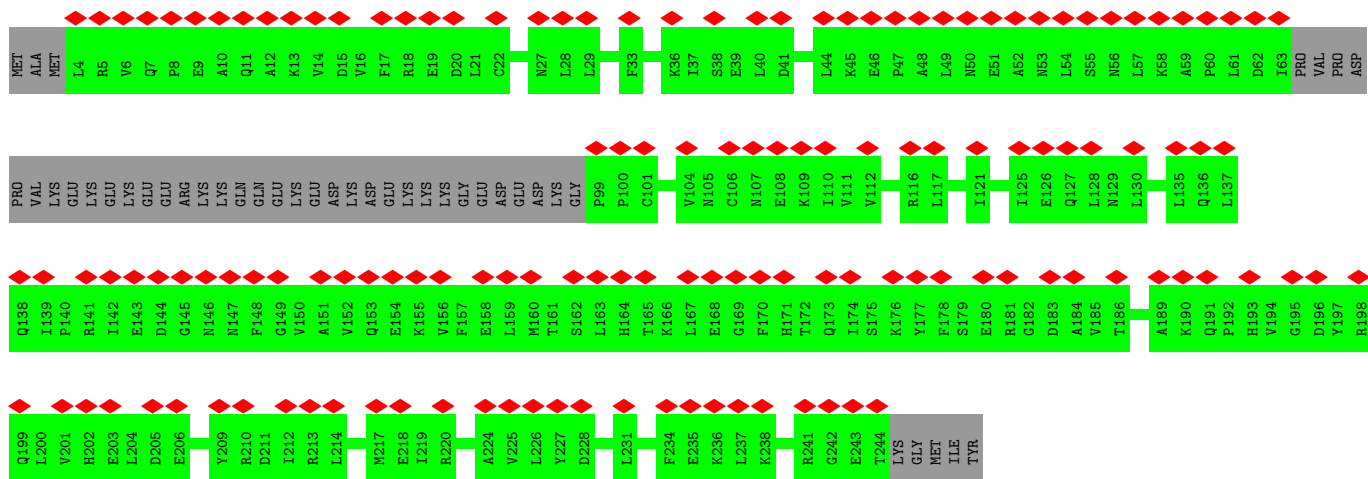 MET ALA MET L4 R5 V6 Q7 P8 E9 A10 Q11 A12 K13 V14 D15 V16 F17 R18 E19 D20 L21 C22 N27 L28 L29 F33 K36 I37 S38 E39 L40 D41 L44 K45 E46 P47 A48 L49 N50 E51 A52 N53 L54 S55 N56 L57 K58 A59 P60 L61 D62 I63 PRO VAL PRO ASP
PRO VAL LYS GLU LYS GLU LYS GLU GLU ARG LYS LYS GLN GLN GLU LYS GLU ASP LYS ASP GLU LYS LYS LYS GLY GLU ASP GLU ASP LYS GLY P99 P100 C101 V104 N105 C106 N107 E108 K109 I110 V111 V112 R116 L117 I121 I125 E126 Q127 L128 N129 L130 L135 Q136 L137
Q138 I139 P140 R141 I142 E143 D144 G145 N146 N147 F148 G149 V150 A151 V152 Q153 E154 K155 V156 F157 E158 L159 M160 T161 S162 L163 H164 T165 K166 L167 E168 G169 F170 H171 T172 Q173 I174 S175 K176 Y177 F178 S179 E180 R181 G182 D183 A184 V185 T186 A189 K190 Q191 P192 H193 V194 G195 D196 Y197 R198
Q199 L200 V201 H202 E203 L204 D205 E206 Y209 R210 D211 I212 R213 L214 M217 E218 I219 R220 A224 V225 L226 Y227 D228 L231 F234 E235 K236 L237 K238 R241 G242 E243 T244 LYS GLY MET ILE TYR